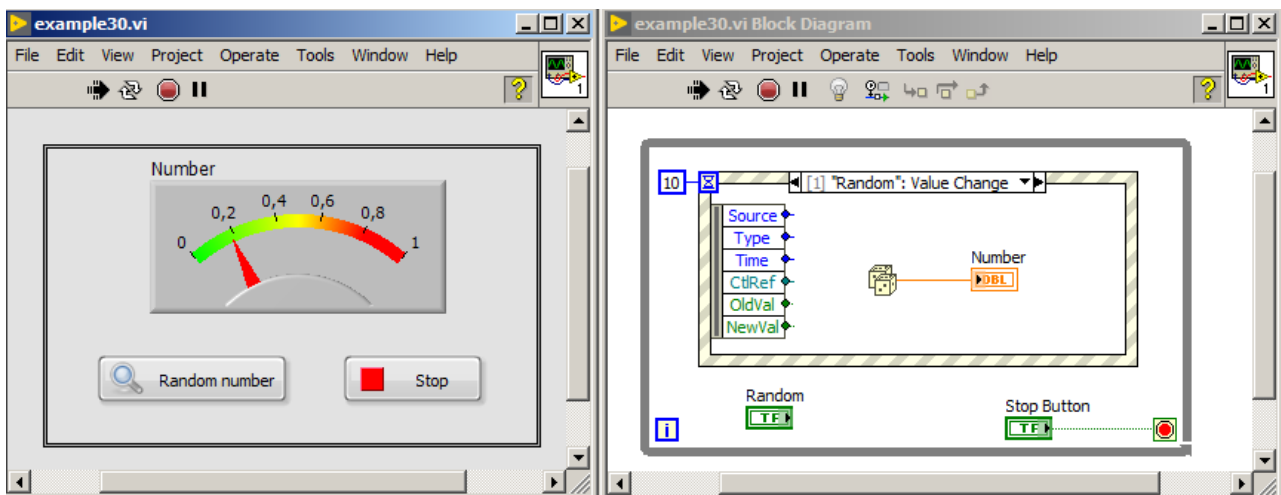 example30.vi
File Edit View Project Operate Tools Window Help
? 1
Number
0 0,2 0,4 0,6 0,8 1
Random number
Stop
example30.vi Block Diagram
File Edit View Project Operate Tools Window Help
? 1
10
[1] "Random": Value Change
Source
Type
Time
CtlRef
OldVal
NewVal
Number
DBL
Random
TF
Stop Button
TF
i